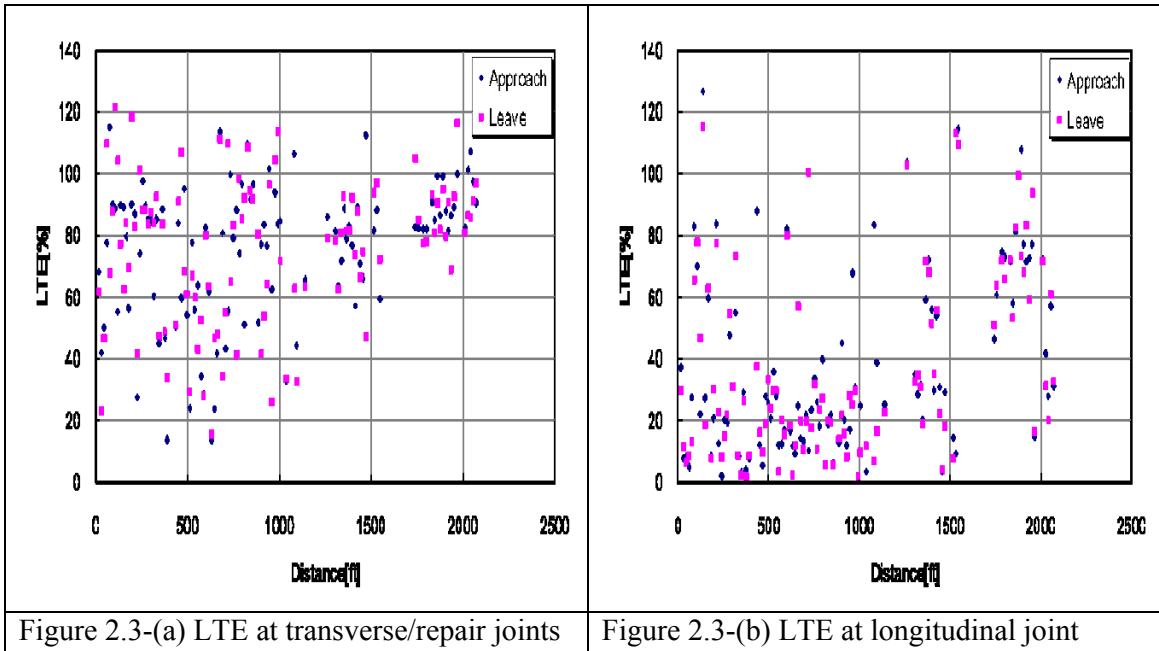 140
120
100
80
60
40
20
0
LTE[%]
Approach
Leave
0 500 1000 1500 2000 2500
Distance[ft]
Figure 2.3-(a) LTE at transverse/repair joints
140
120
100
80
60
40
20
0
LTE[%]
Approach
Leave
0 500 1000 1500 2000 2500
Distance[ft]
Figure 2.3-(b) LTE at longitudinal joint